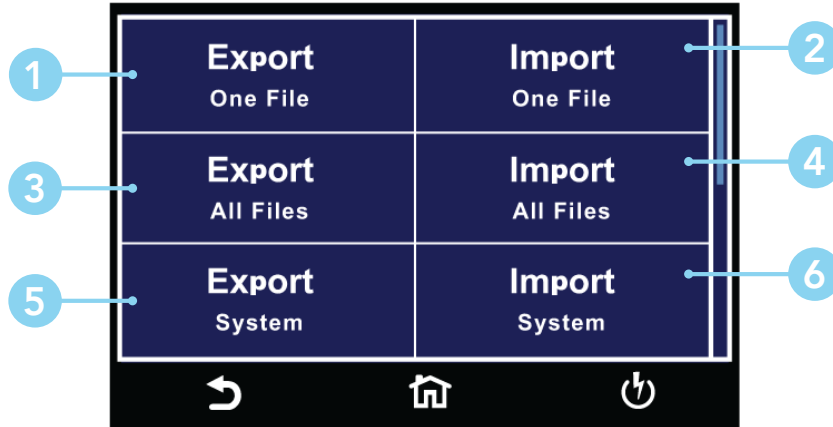 1
Export
One File
Import
One File
2
3
Export
All Files
Import
All Files
4
5
Export
System
Import
System
6